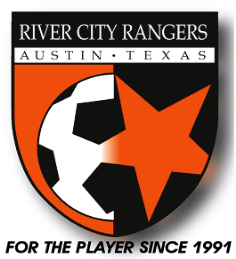 RIVER CITY RANGERS
AUSTIN • TEXAS
FOR THE PLAYER SINCE 1991